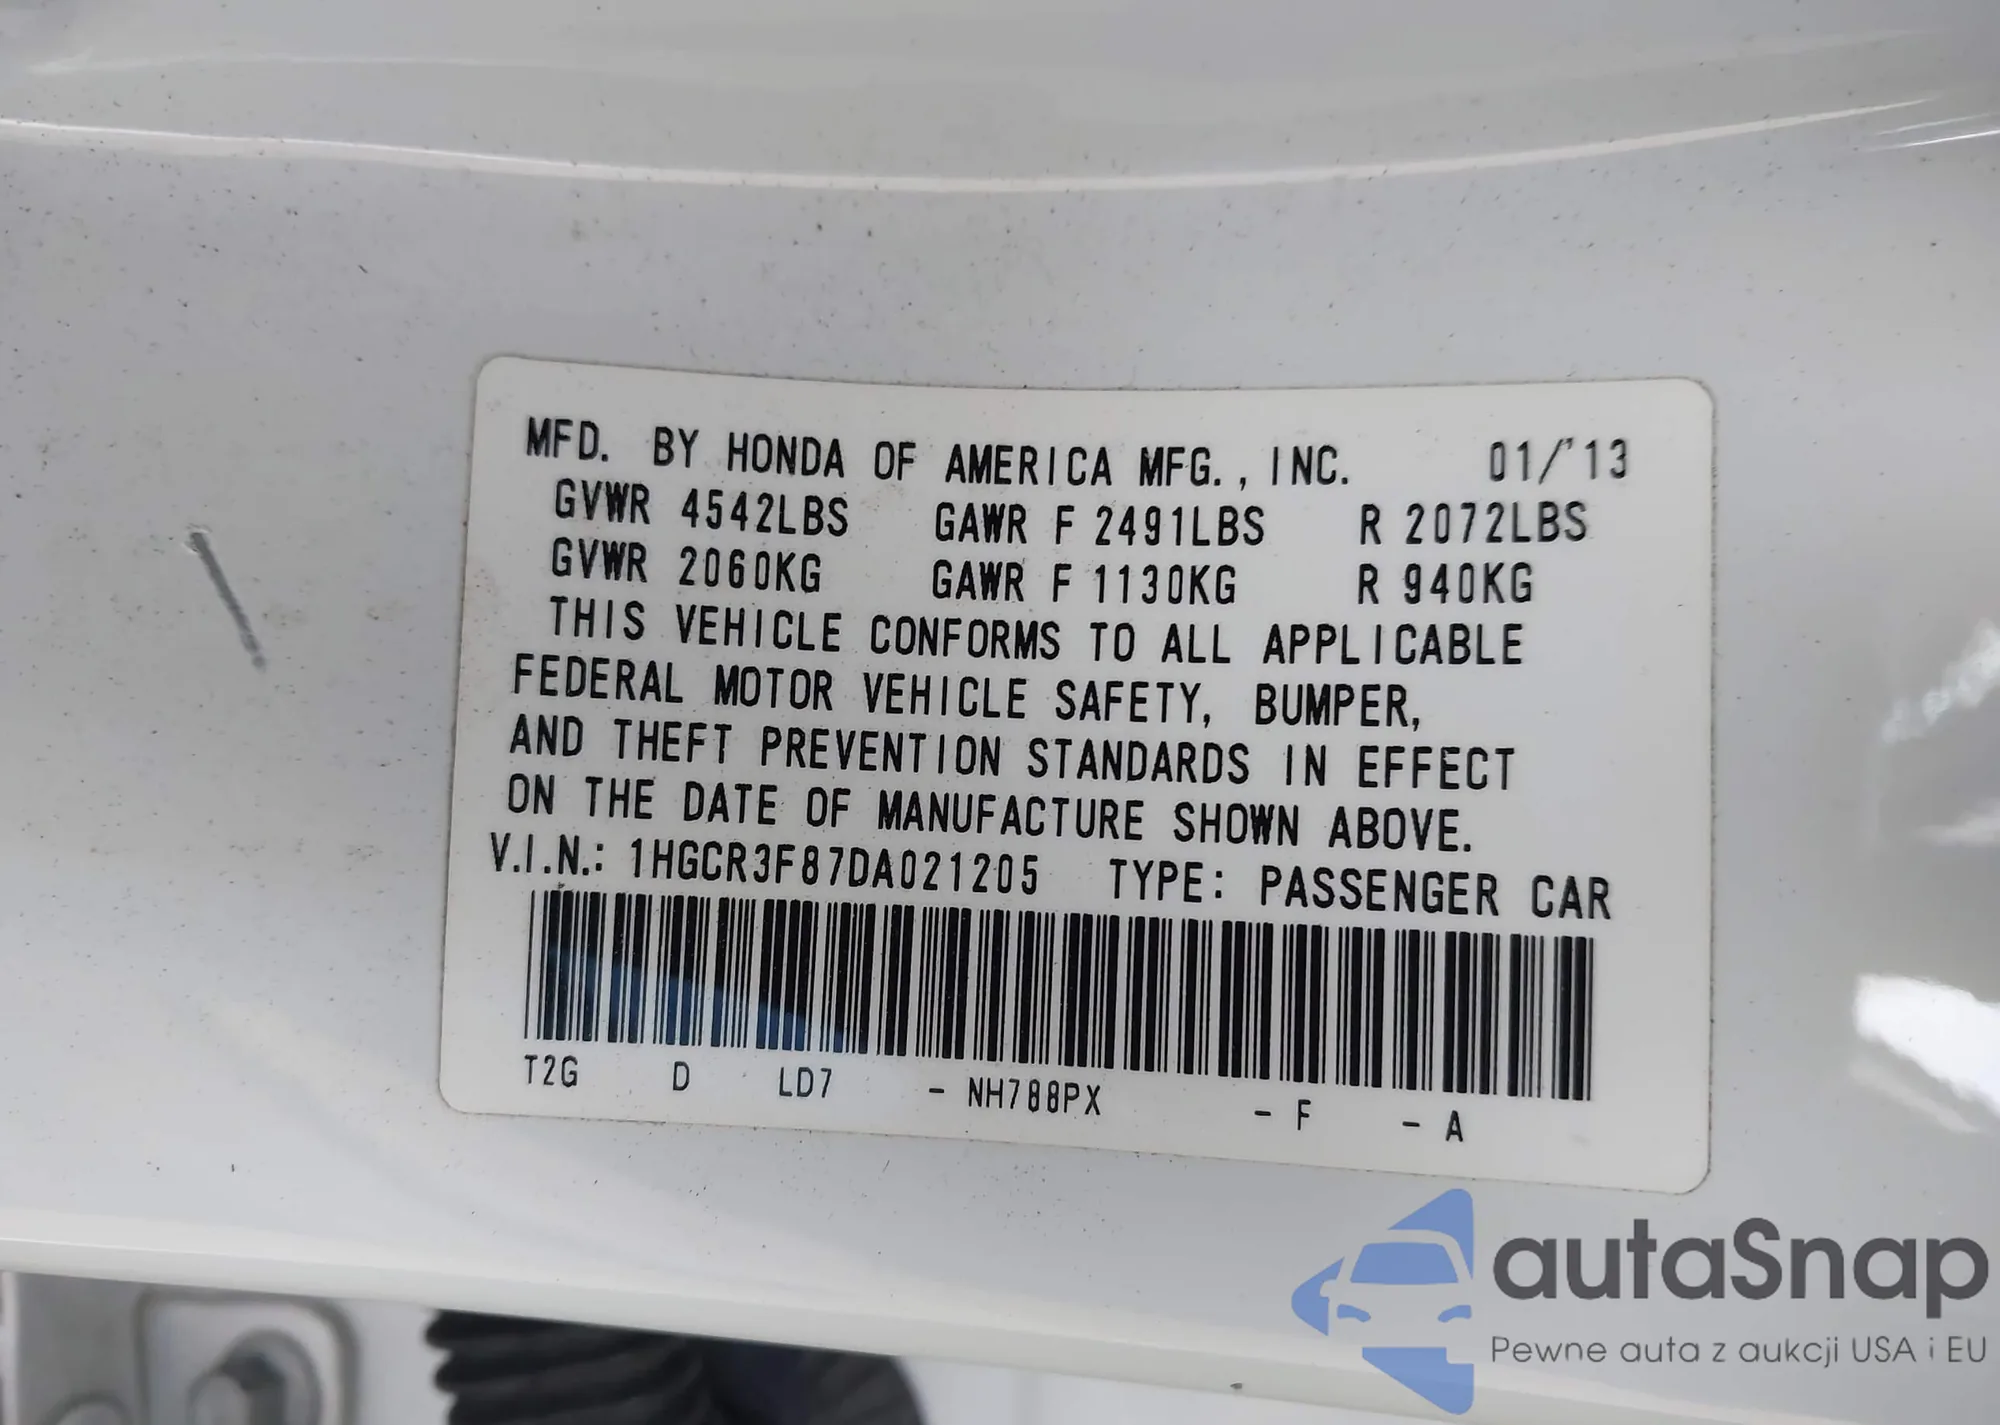 MFD. BY HONDA OF AMERICA MFG., INC. 01/'13
GVWR 4542LBS GAWR F 2491LBS R 2072LBS
GVWR 2060KG GAWR F 1130KG R 940KG
THIS VEHICLE CONFORMS TO ALL APPLICABLE
FEDERAL MOTOR VEHICLE SAFETY, BUMPER,
AND THEFT PREVENTION STANDARDS IN EFFECT
ON THE DATE OF MANUFACTURE SHOWN ABOVE.
V.I.N.: 1HGCR3F87DA021205 TYPE: PASSENGER CAR
T2G D LD7 - NH788PX - F - A
autaSnap
Pewne auta z aukcji USA i EU